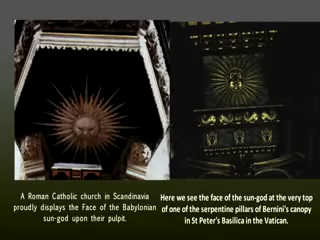 A Roman Catholic church in Scandinavia
proudly displays the Face of the Babylonian
sun-god upon their pulpit.
Here we see the face of the sun-god at the very top
of one of the serpentine pillars of Bernini's canopy
in St Peter's Basilica in the Vatican.